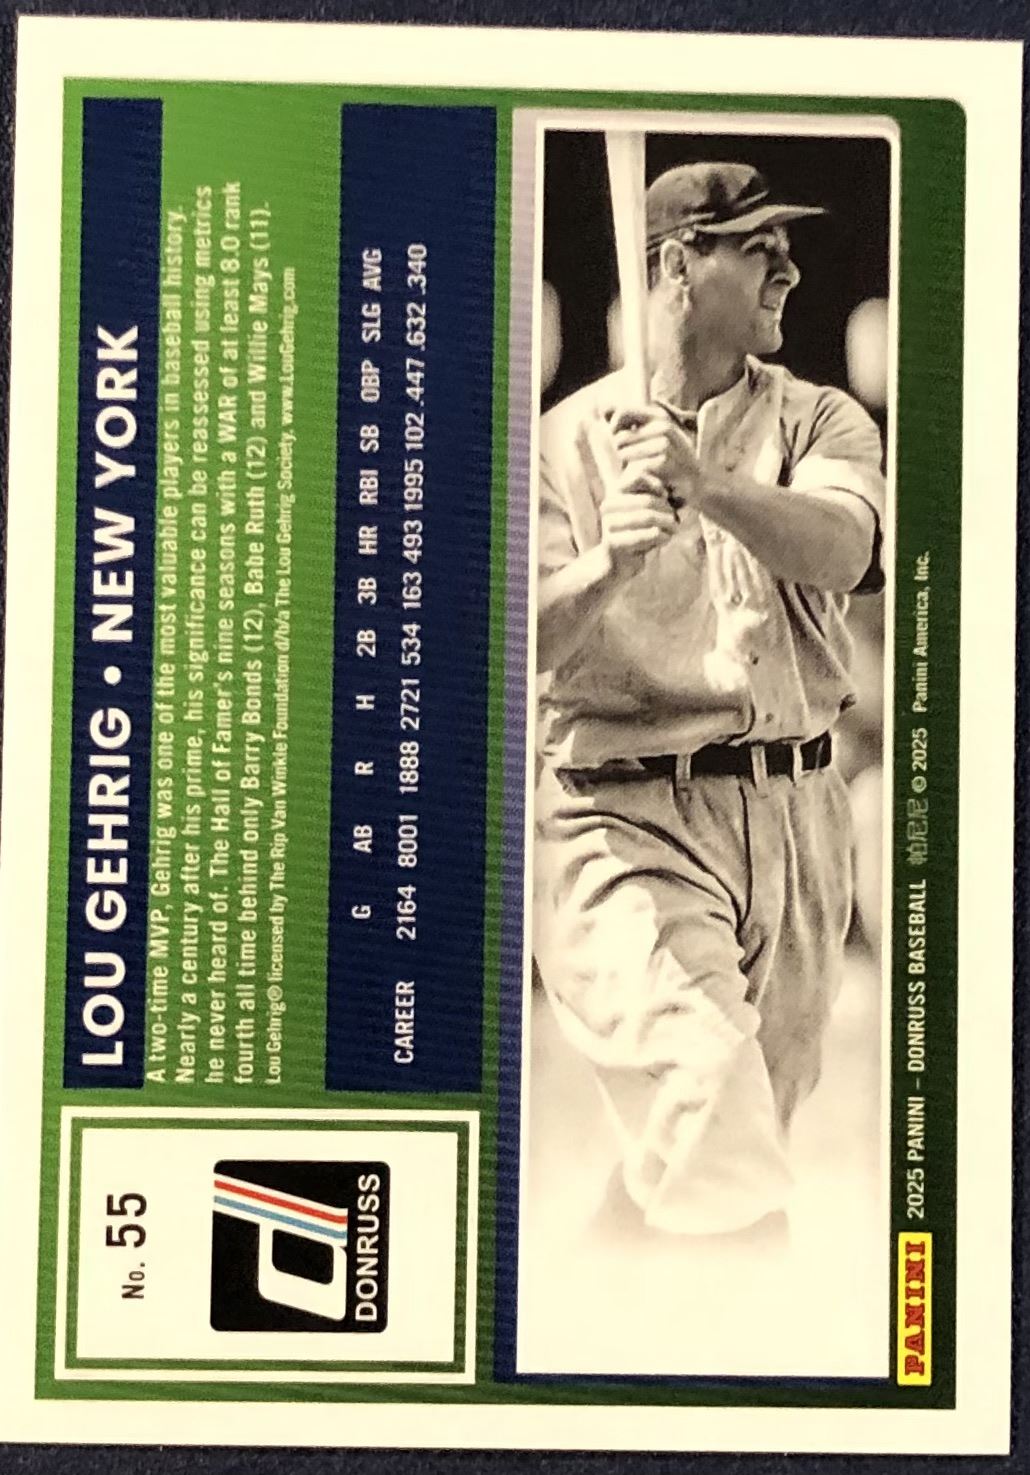 No. 55
DONRUSS
LOU GEHRIG • NEW YORK
A two-time MVP, Gehrig was one of the most valuable players in baseball history.
Nearly a century after his prime, his significance can be reassessed using metrics
he never heard of. The Hall of Famer's nine seasons with a WAR of at least 8.0 rank
fourth all time behind only Barry Bonds (12), Babe Ruth (12) and Willie Mays (11).
Lou Gehrig® licensed by The Rip Van Winkle Foundation d/b/a The Lou Gehrig Society, www.LouGehrig.com
G AB R H 2B 3B HR RBI SB OBP SLG AVG
CAREER 2164 8001 1888 2721 534 163 493 1995 102 .447 .632 .340
PANINI 2025 PANINI – DONRUSS BASEBALL 帕尼尼 © 2025 Panini America, Inc.